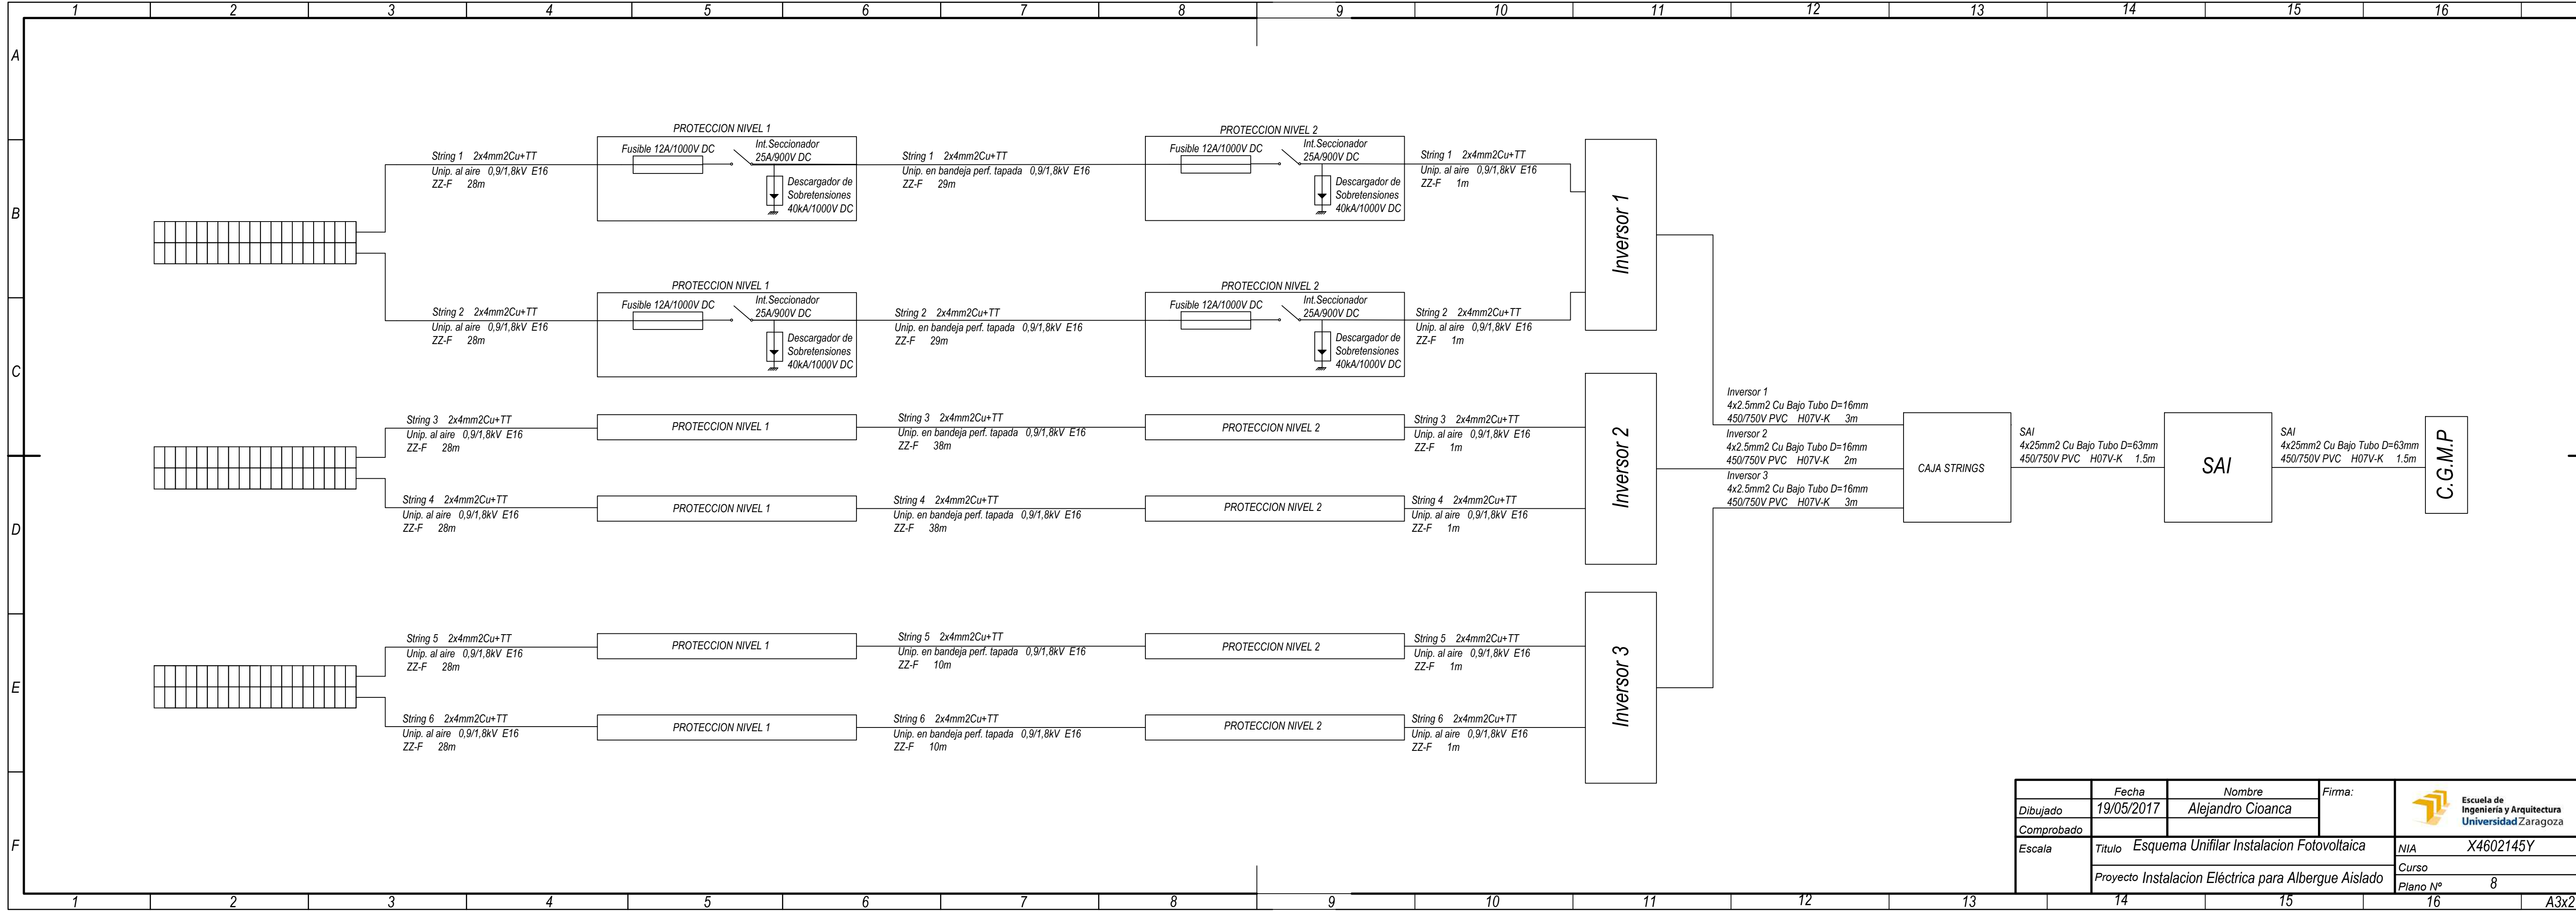 1 2 3 4 5 6 7 8 9 10 11 12 13 14 15 16
A
B
C
D
E
F
PROTECCION NIVEL 1
Fusible 12A/1000V DC
Int.Seccionador
25A/900V DC
Descargador de
Sobretensiones
40kA/1000V DC
PROTECCION NIVEL 2
Fusible 12A/1000V DC
Int.Seccionador
25A/900V DC
Descargador de
Sobretensiones
40kA/1000V DC
String 1 2x4mm2Cu+TT
Unip. al aire 0,9/1,8kV E16
ZZ-F 28m
String 1 2x4mm2Cu+TT
Unip. en bandeja perf. tapada 0,9/1,8kV E16
ZZ-F 29m
String 1 2x4mm2Cu+TT
Unip. al aire 0,9/1,8kV E16
ZZ-F 1m
PROTECCION NIVEL 1
Fusible 12A/1000V DC
Int.Seccionador
25A/900V DC
Descargador de
Sobretensiones
40kA/1000V DC
PROTECCION NIVEL 2
Fusible 12A/1000V DC
Int.Seccionador
25A/900V DC
Descargador de
Sobretensiones
40kA/1000V DC
String 2 2x4mm2Cu+TT
Unip. al aire 0,9/1,8kV E16
ZZ-F 28m
String 2 2x4mm2Cu+TT
Unip. en bandeja perf. tapada 0,9/1,8kV E16
ZZ-F 29m
String 2 2x4mm2Cu+TT
Unip. al aire 0,9/1,8kV E16
ZZ-F 1m
Inversor 1
String 3 2x4mm2Cu+TT
Unip. al aire 0,9/1,8kV E16
ZZ-F 28m
PROTECCION NIVEL 1
String 3 2x4mm2Cu+TT
Unip. en bandeja perf. tapada 0,9/1,8kV E16
ZZ-F 38m
PROTECCION NIVEL 2
String 3 2x4mm2Cu+TT
Unip. al aire 0,9/1,8kV E16
ZZ-F 1m
String 4 2x4mm2Cu+TT
Unip. al aire 0,9/1,8kV E16
ZZ-F 28m
PROTECCION NIVEL 1
String 4 2x4mm2Cu+TT
Unip. en bandeja perf. tapada 0,9/1,8kV E16
ZZ-F 38m
PROTECCION NIVEL 2
String 4 2x4mm2Cu+TT
Unip. al aire 0,9/1,8kV E16
ZZ-F 1m
Inversor 2
String 5 2x4mm2Cu+TT
Unip. al aire 0,9/1,8kV E16
ZZ-F 28m
PROTECCION NIVEL 1
String 5 2x4mm2Cu+TT
Unip. en bandeja perf. tapada 0,9/1,8kV E16
ZZ-F 10m
PROTECCION NIVEL 2
String 5 2x4mm2Cu+TT
Unip. al aire 0,9/1,8kV E16
ZZ-F 1m
String 6 2x4mm2Cu+TT
Unip. al aire 0,9/1,8kV E16
ZZ-F 28m
PROTECCION NIVEL 1
String 6 2x4mm2Cu+TT
Unip. en bandeja perf. tapada 0,9/1,8kV E16
ZZ-F 10m
PROTECCION NIVEL 2
String 6 2x4mm2Cu+TT
Unip. al aire 0,9/1,8kV E16
ZZ-F 1m
Inversor 3
Inversor 1
4x2.5mm2 Cu Bajo Tubo D=16mm
450/750V PVC H07V-K 3m
Inversor 2
4x2.5mm2 Cu Bajo Tubo D=16mm
450/750V PVC H07V-K 2m
Inversor 3
4x2.5mm2 Cu Bajo Tubo D=16mm
450/750V PVC H07V-K 3m
CAJA STRINGS
SAI
4x25mm2 Cu Bajo Tubo D=63mm
450/750V PVC H07V-K 1.5m
SAI
SAI
4x25mm2 Cu Bajo Tubo D=63mm
450/750V PVC H07V-K 1.5m
C.G.M.P
Fecha Nombre Firma:
Dibujado 19/05/2017 Alejandro Cioanca
Comprobado
Escuela de
Ingeniería y Arquitectura
Universidad Zaragoza
Escala
Titulo Esquema Unifilar Instalacion Fotovoltaica
Proyecto Instalacion Eléctrica para Albergue Aislado
NIA X4602145Y
Curso
Plano Nº 8
1 2 3 4 5 6 7 8 9 10 11 12 13 14 15 16 A3x2